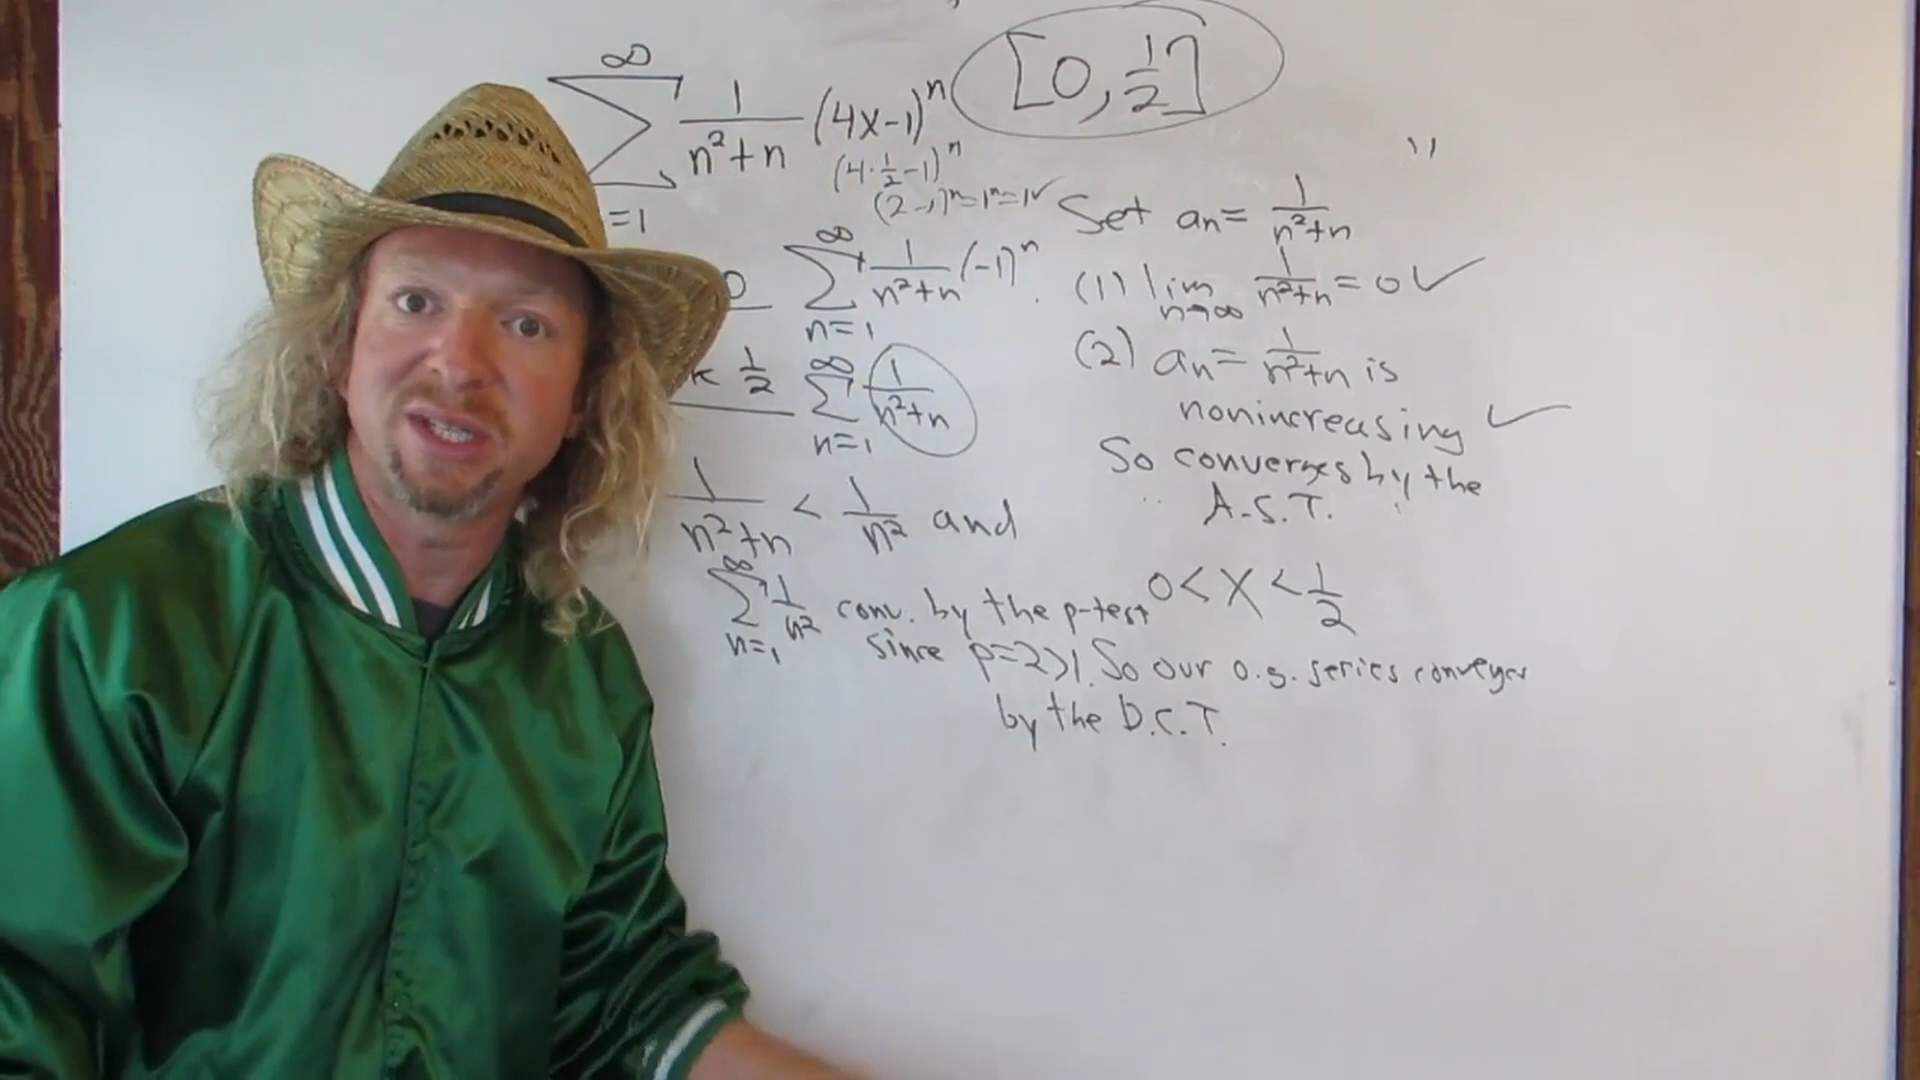 ∞
∑ 1/(n²+n) (4x-1)ⁿ [0, 1/2]
=1
(4·1/2-1)ⁿ
(2-1)ⁿ=1ⁿ=1✓
0 ∞ ∑ n=1 1/(n²+n) (-1)ⁿ.
1/2 ∞ ∑ n=1 1/(n²+n)
1/(n²+n) < 1/n² and
∞ ∑ n=1 1/n² conv. by the p-test
since p=2>1. So our o.g. series converges
by the D.C.T.
Set an= 1/(n²+n)
(1) lim n→∞ 1/(n²+n) = 0 ✓
(2) an= 1/(n²+n) is
nonincreasing ✓
So converges by the
A.S.T.
0 < X < 1/2